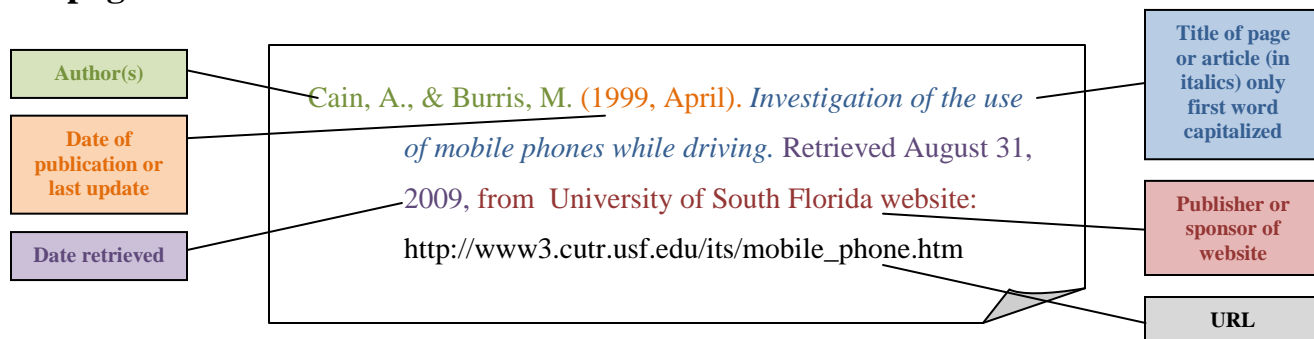 Author(s)
Date of
publication or
last update
Date retrieved
Cain, A., & Burris, M. (1999, April). Investigation of the use
of mobile phones while driving. Retrieved August 31,
2009, from University of South Florida website:
http://www3.cutr.usf.edu/its/mobile_phone.htm
Title of page
or article (in
italics) only
first word
capitalized
Publisher or
sponsor of
website
URL